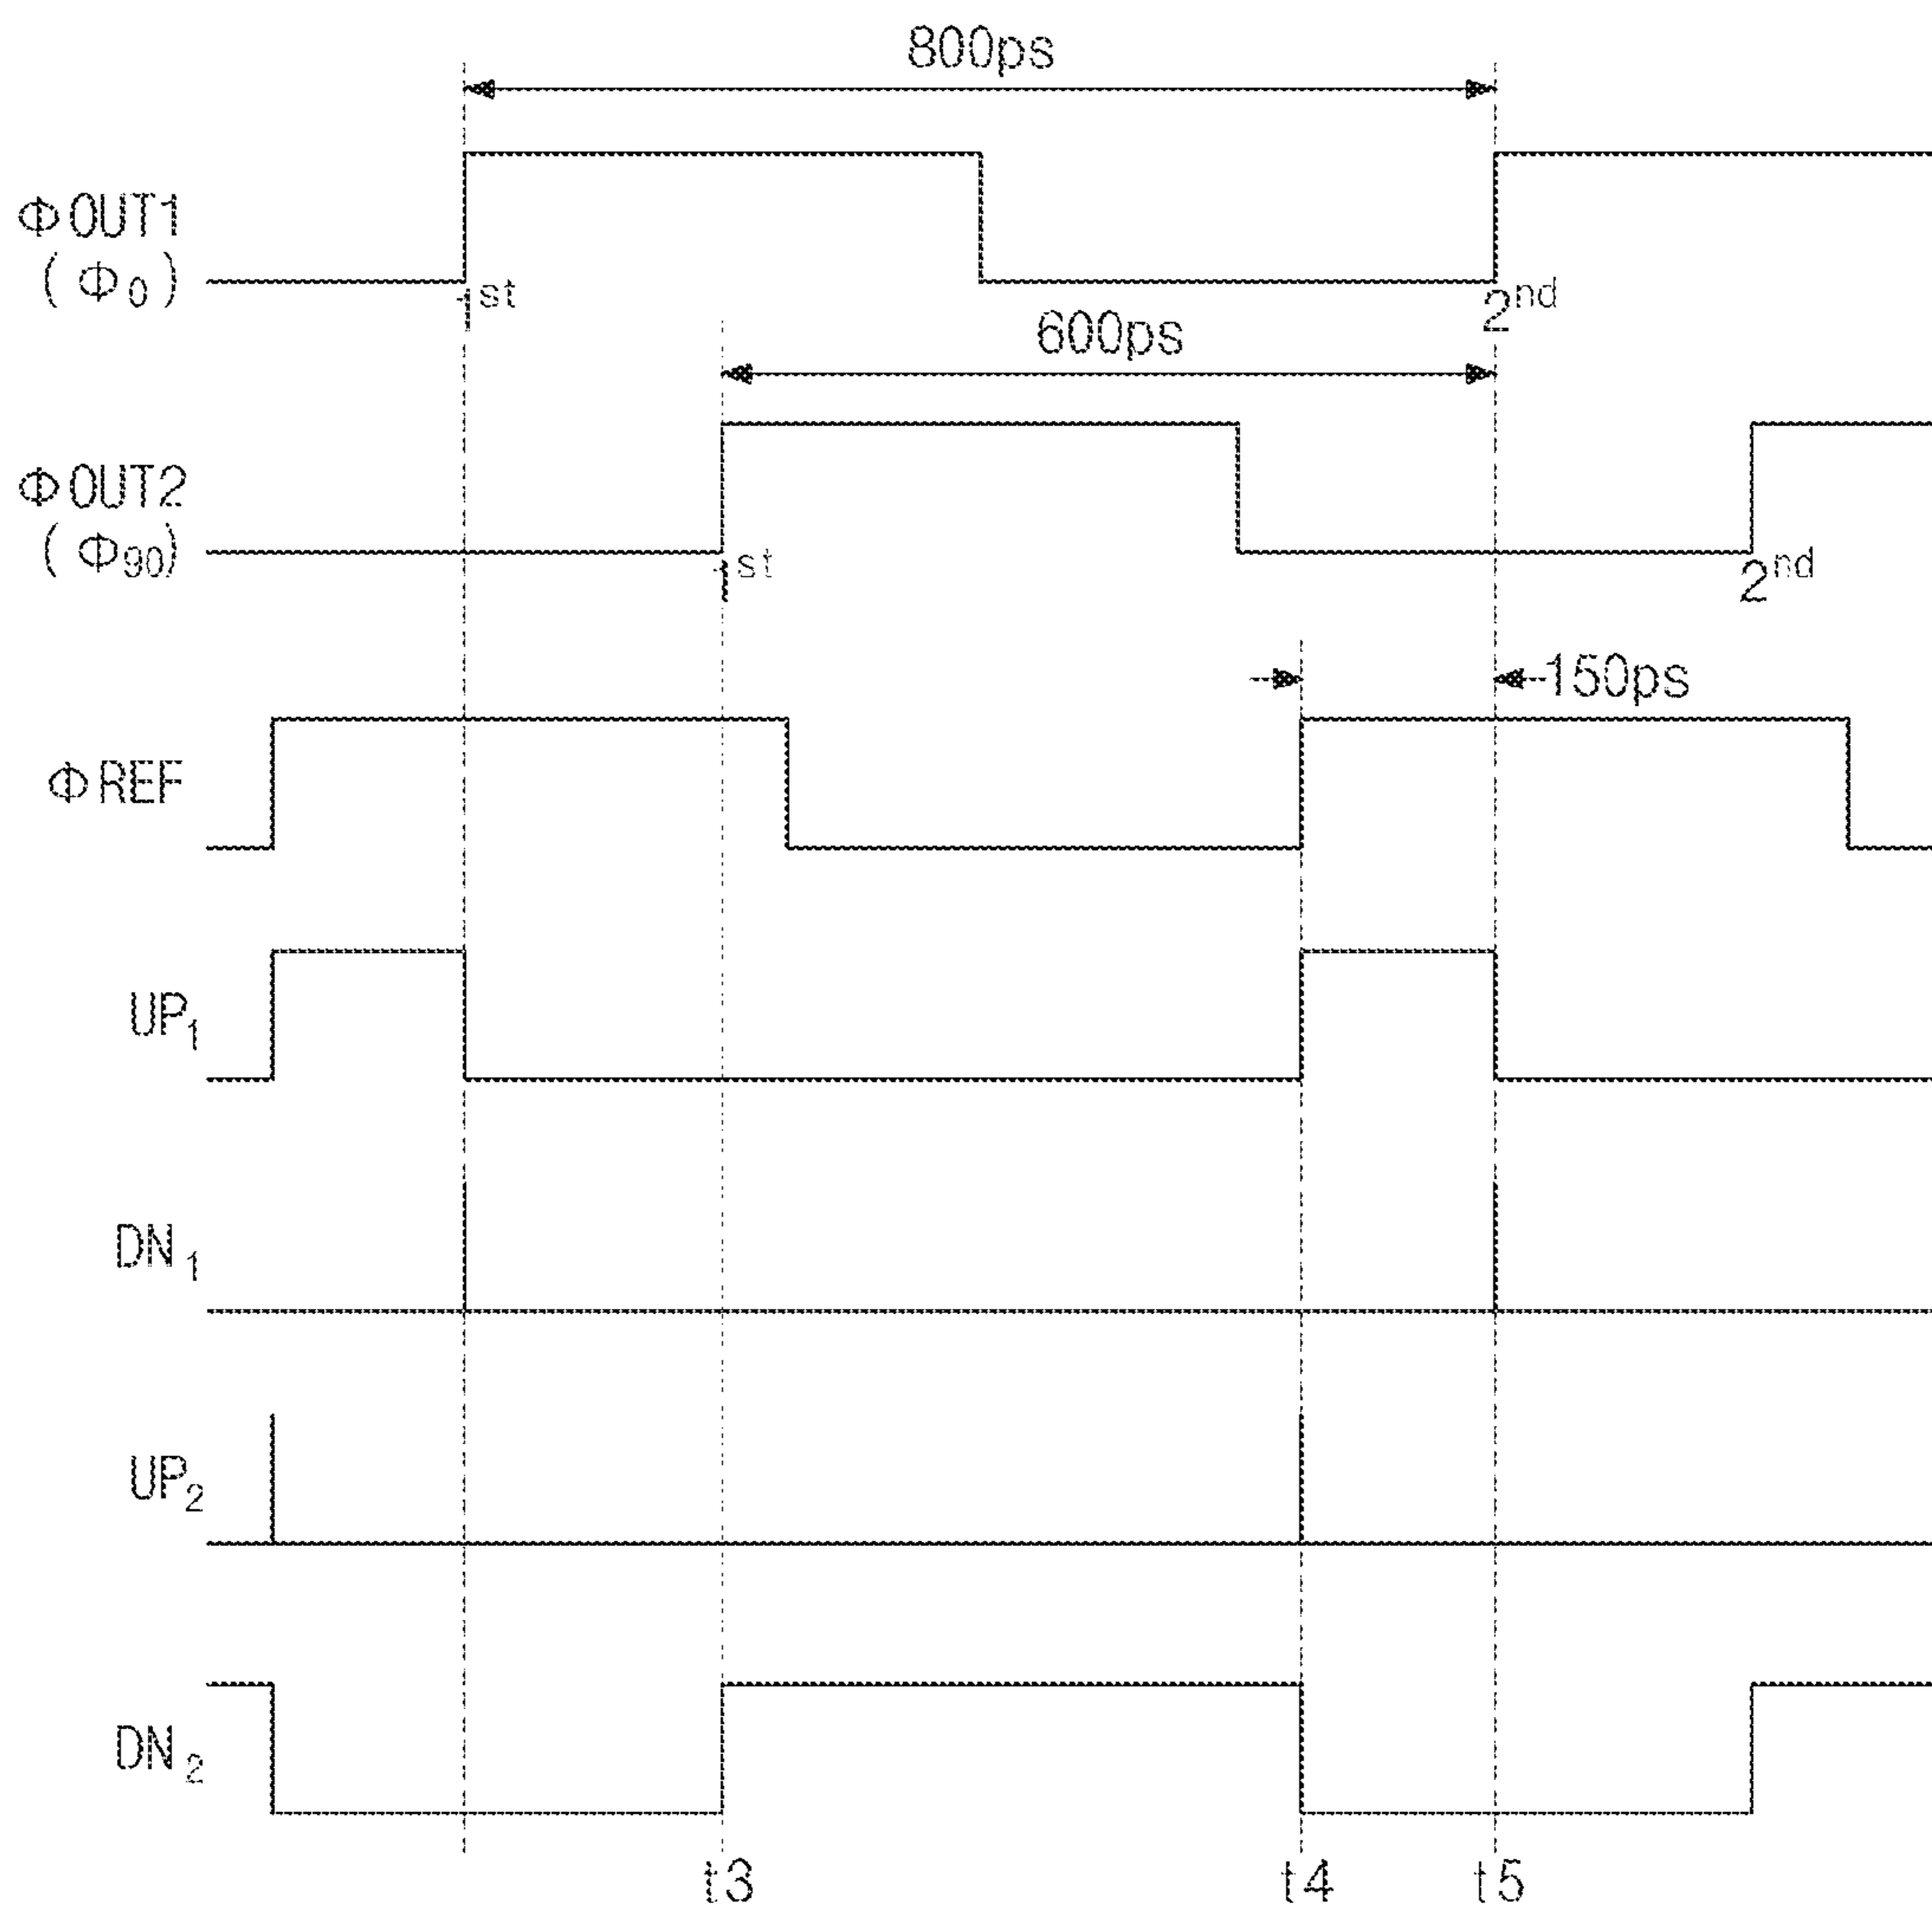 800ps
ΦOUT1
(Φ0)
1st
2nd
600ps
ΦOUT2
(Φ90)
1st
2nd
150ps
ΦREF
UP1
DN1
UP2
DN2
t3
t4
t5